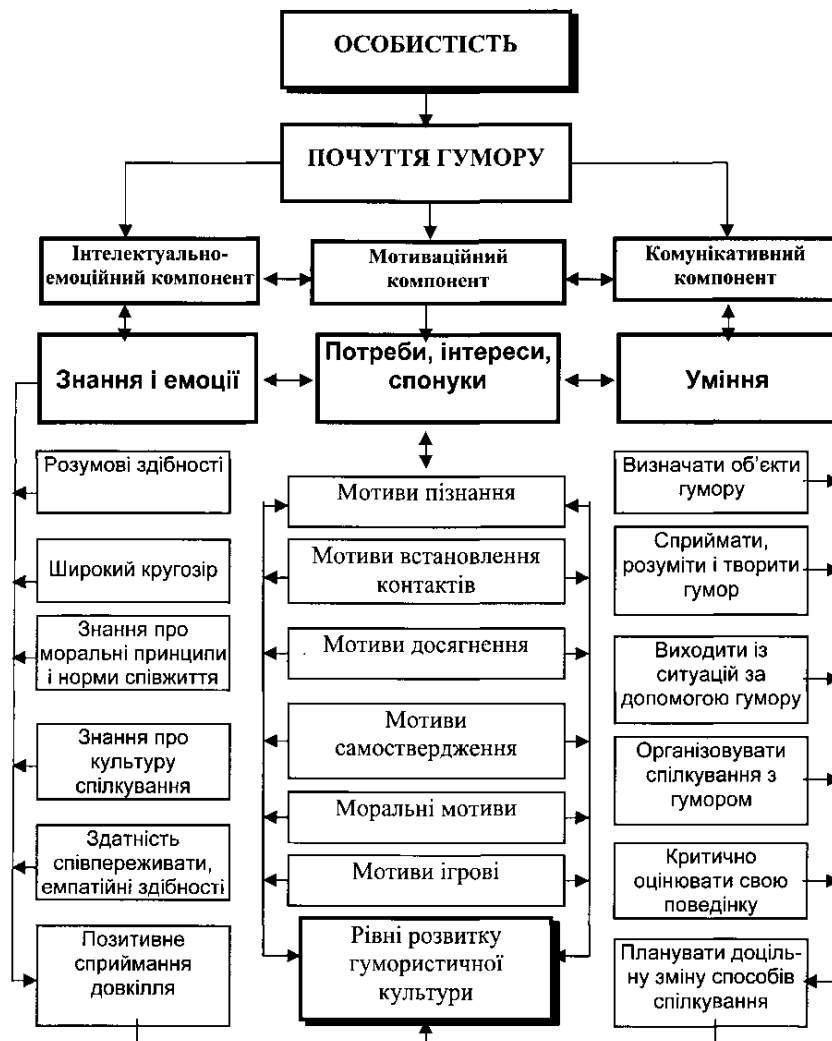 ОСОБИСТІСТЬ
ПОЧУТТЯ ГУМОРУ
Інтелектуально-
емоційний компонент
Мотиваційний
компонент
Комунікативний
компонент
Знання і емоції
Потреби, інтереси,
спонуки
Уміння
Розумові здібності
Широкий кругозір
Знання про
моральні принципи
і норми співжиття
Знання про
культуру
спілкування
Здатність
співпереживати,
емпатійні здібності
Позитивне
сприймання
довкілля
Мотиви пізнання
Мотиви встановлення
контактів
Мотиви досягнення
Мотиви
самоствердження
Моральні мотиви
Мотиви ігрові
Рівні розвитку
гумористичної
культури
Визначати об’єкти
гумору
Сприймати,
розуміти і творити
гумор
Виходити із
ситуацій за
допомогою гумору
Організовувати
спілкування з
гумором
Критично
оцінювати свою
поведінку
Планувати доціль-
ну зміну способів
спілкування